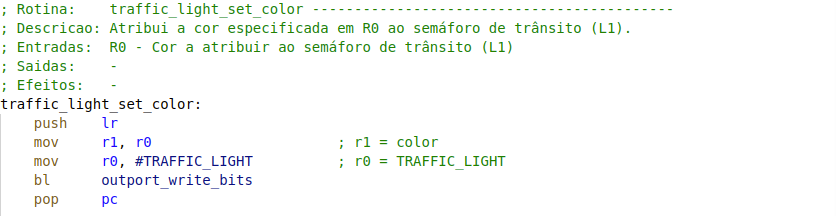 ; Rotina:    traffic_light_set_color -------------------------------------------
; Descricao: Atribui a cor especificada em R0 ao semáforo de trânsito (L1).
; Entradas:  R0 - Cor a atribuir ao semáforo de trânsito (L1)
; Saidas:    -
; Efeitos:   -
traffic_light_set_color:
    push    lr
    mov     r1, r0                      ; r1 = color
    mov     r0, #TRAFFIC_LIGHT          ; r0 = TRAFFIC_LIGHT
    bl      outport_write_bits
    pop     pc